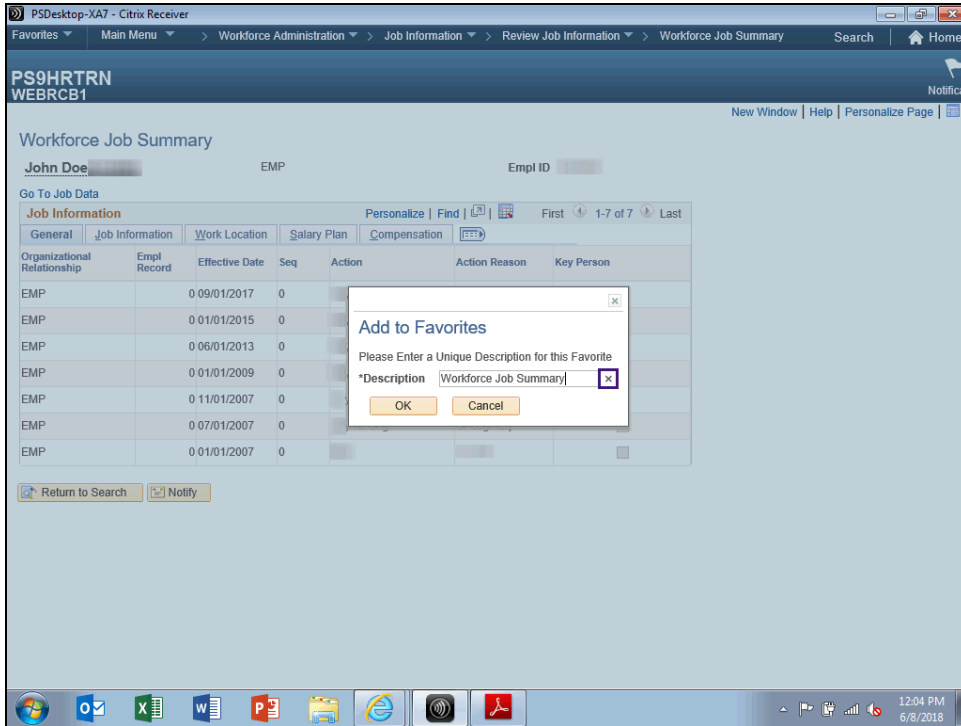 PSDesktop-XA7 - Citrix Receiver
Favorites Main Menu > Workforce Administration > Job Information > Review Job Information > Workforce Job Summary Search Home
PS9HRTRN
WEBRCB1
Notific
New Window | Help | Personalize Page |
Workforce Job Summary
John Doe EMP Empl ID
Go To Job Data
Job Information Personalize | Find | First 1-7 of 7 Last
General Job Information Work Location Salary Plan Compensation
Organizational Relationship Empl Record Effective Date Seq Action Action Reason Key Person
EMP 0 09/01/2017 0
EMP 0 01/01/2015 0
EMP 0 06/01/2013 0
EMP 0 01/01/2009 0
EMP 0 11/01/2007 0
EMP 0 07/01/2007 0
EMP 0 01/01/2007 0
Add to Favorites
Please Enter a Unique Description for this Favorite
*Description Workforce Job Summary
OK Cancel
Return to Search Notify
12:04 PM
6/8/2018